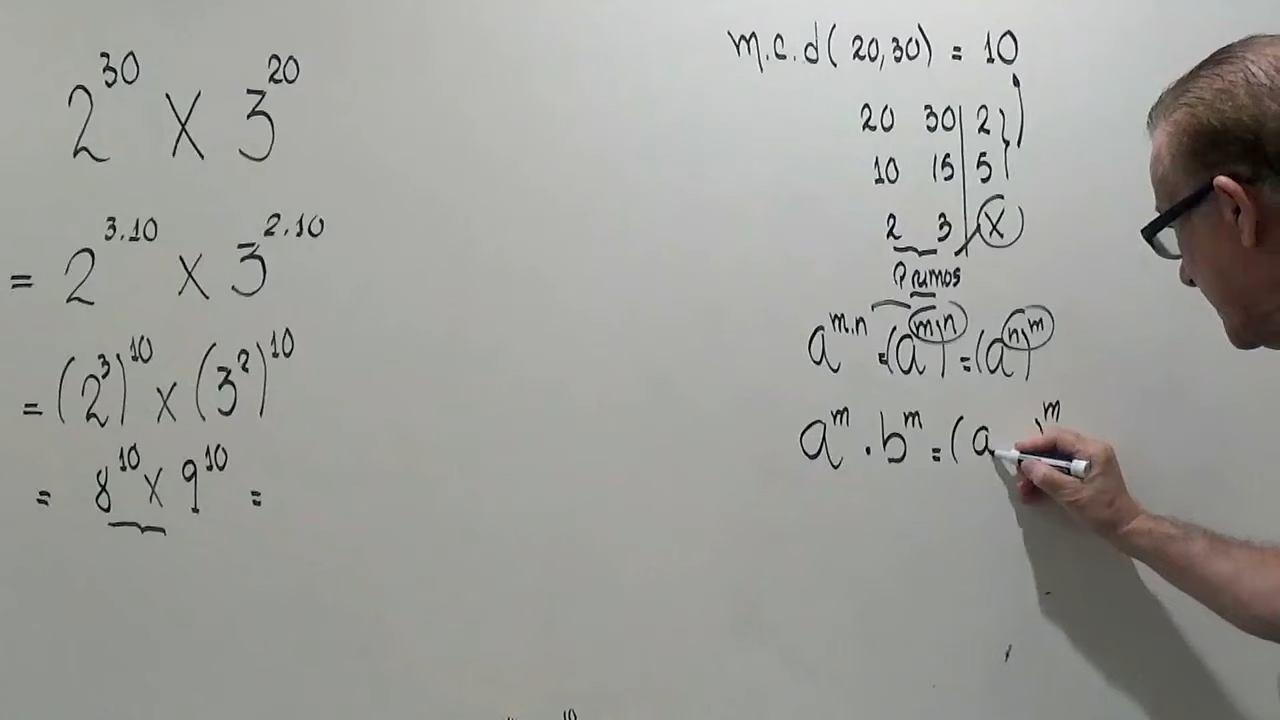 2^30 X 3^20
= 2^3.10 X 3^2.10
= (2^3)^10 X (3^2)^10
= 8^10 X 9^10 =
m.c.d ( 20,30) = 10
20 30 | 2
10 15 | 5
2 3 | X
Primos
a^m.n = (a^m)^n = (a^n)^m
a^m . b^m = (a )^m